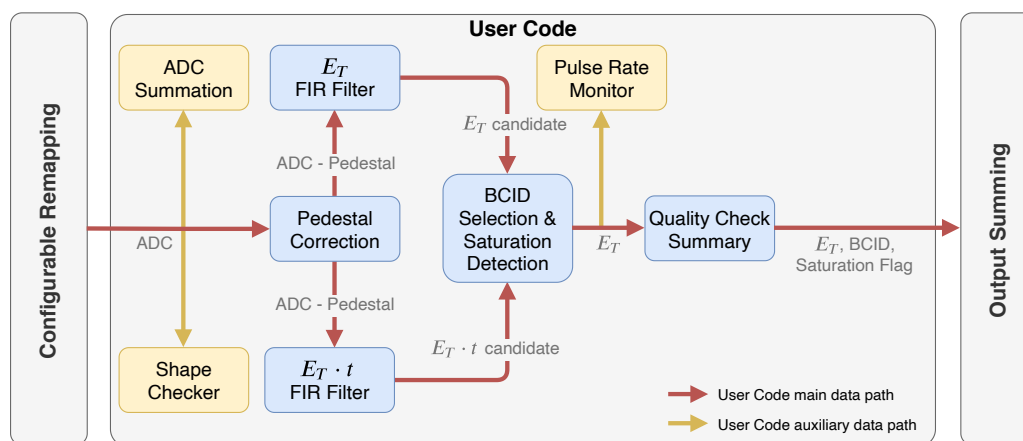 User Code
Configurable Remapping
ADC
Summation
E_T
FIR Filter
Pulse Rate
Monitor
E_T candidate
ADC - Pedestal
ADC
Pedestal
Correction
BCID
Selection &
Saturation
Detection
E_T
Quality Check
Summary
E_T, BCID,
Saturation Flag
Output Summing
ADC - Pedestal
E_T · t candidate
Shape
Checker
E_T · t
FIR Filter
User Code main data path
User Code auxiliary data path